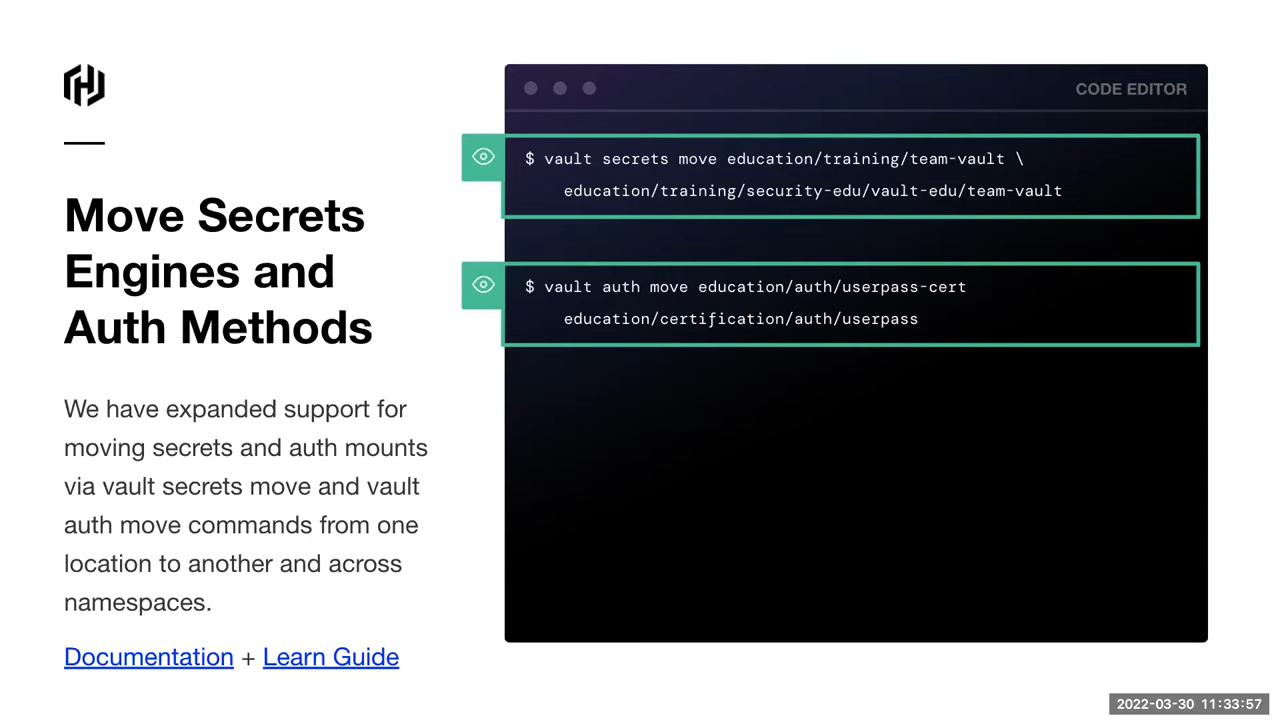 Move Secrets
Engines and
Auth Methods
We have expanded support for
moving secrets and auth mounts
via vault secrets move and vault
auth move commands from one
location to another and across
namespaces.
Documentation + Learn Guide
CODE EDITOR
$ vault secrets move education/training/team-vault \
education/training/security-edu/vault-edu/team-vault
$ vault auth move education/auth/userpass-cert
education/certification/auth/userpass
2022-03-30 11:33:57